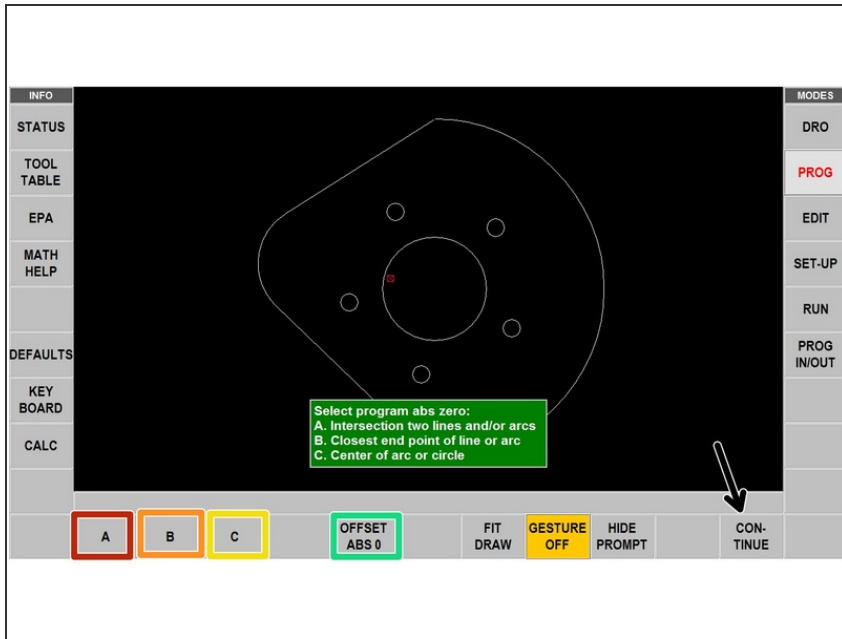 INFO
MODES
STATUS
TOOL
TABLE
EPA
MATH
HELP
DEFAULTS
KEY
BOARD
CALC
DRO
PROG
EDIT
SET-UP
RUN
PROG
IN/OUT
Select program abs zero:
A. Intersection two lines and/or arcs
B. Closest end point of line or arc
C. Center of arc or circle
A
B
C
OFFSET
ABS 0
FIT
DRAW
GESTURE
OFF
HIDE
PROMPT
CON-
TINUE